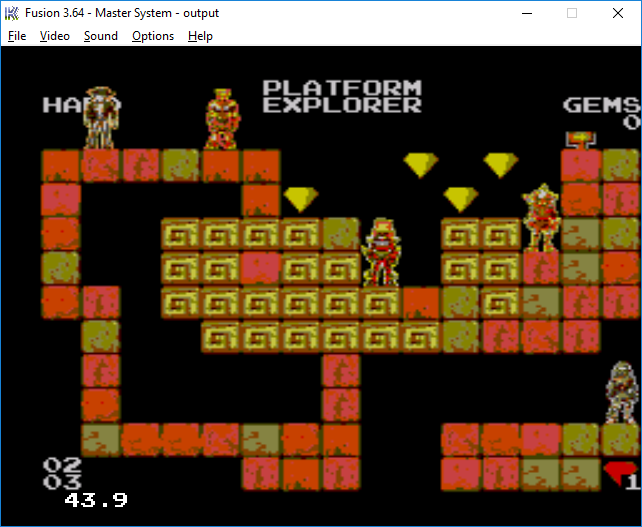 Fusion 3.64 - Master System - output
File Video Sound Options Help
PLATFORM
EXPLORER
GEMS
0
02
03
1
43.9